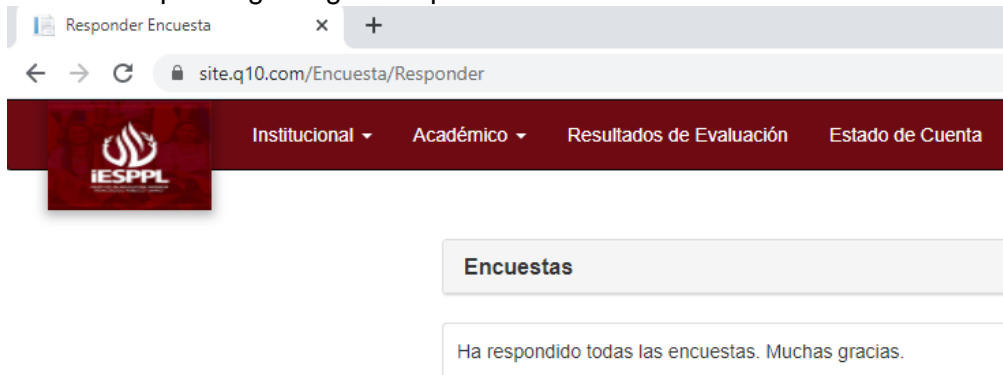 Responder Encuesta
site.q10.com/Encuesta/Responder
Institucional Académico Resultados de Evaluación Estado de Cuenta
iESPPL
Encuestas
Ha respondido todas las encuestas. Muchas gracias.